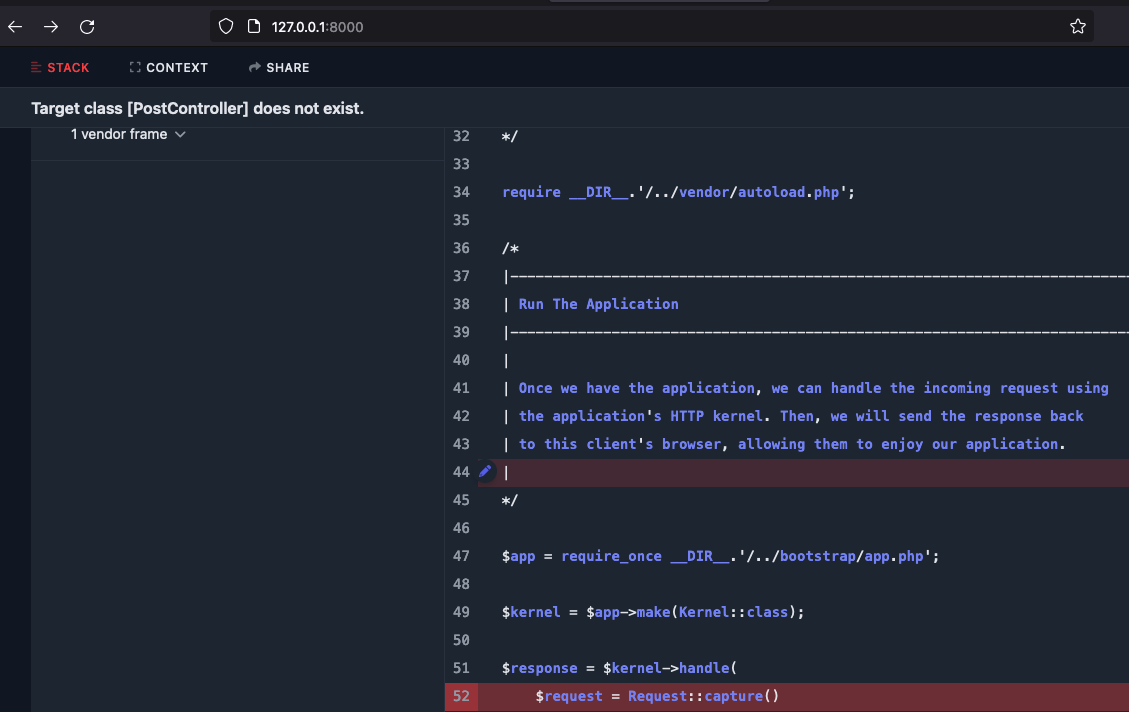 127.0.0.1:8000
STACK CONTEXT SHARE
Target class [PostController] does not exist.
1 vendor frame
32 */
33
34 require __DIR__.'/../vendor/autoload.php';
35
36 /*
37 |--------------------------------------------------------------------------
38 | Run The Application
39 |--------------------------------------------------------------------------
40 |
41 | Once we have the application, we can handle the incoming request using
42 | the application's HTTP kernel. Then, we will send the response back
43 | to this client's browser, allowing them to enjoy our application.
44 |
45 */
46
47 $app = require_once __DIR__.'/../bootstrap/app.php';
48
49 $kernel = $app->make(Kernel::class);
50
51 $response = $kernel->handle(
52 $request = Request::capture()